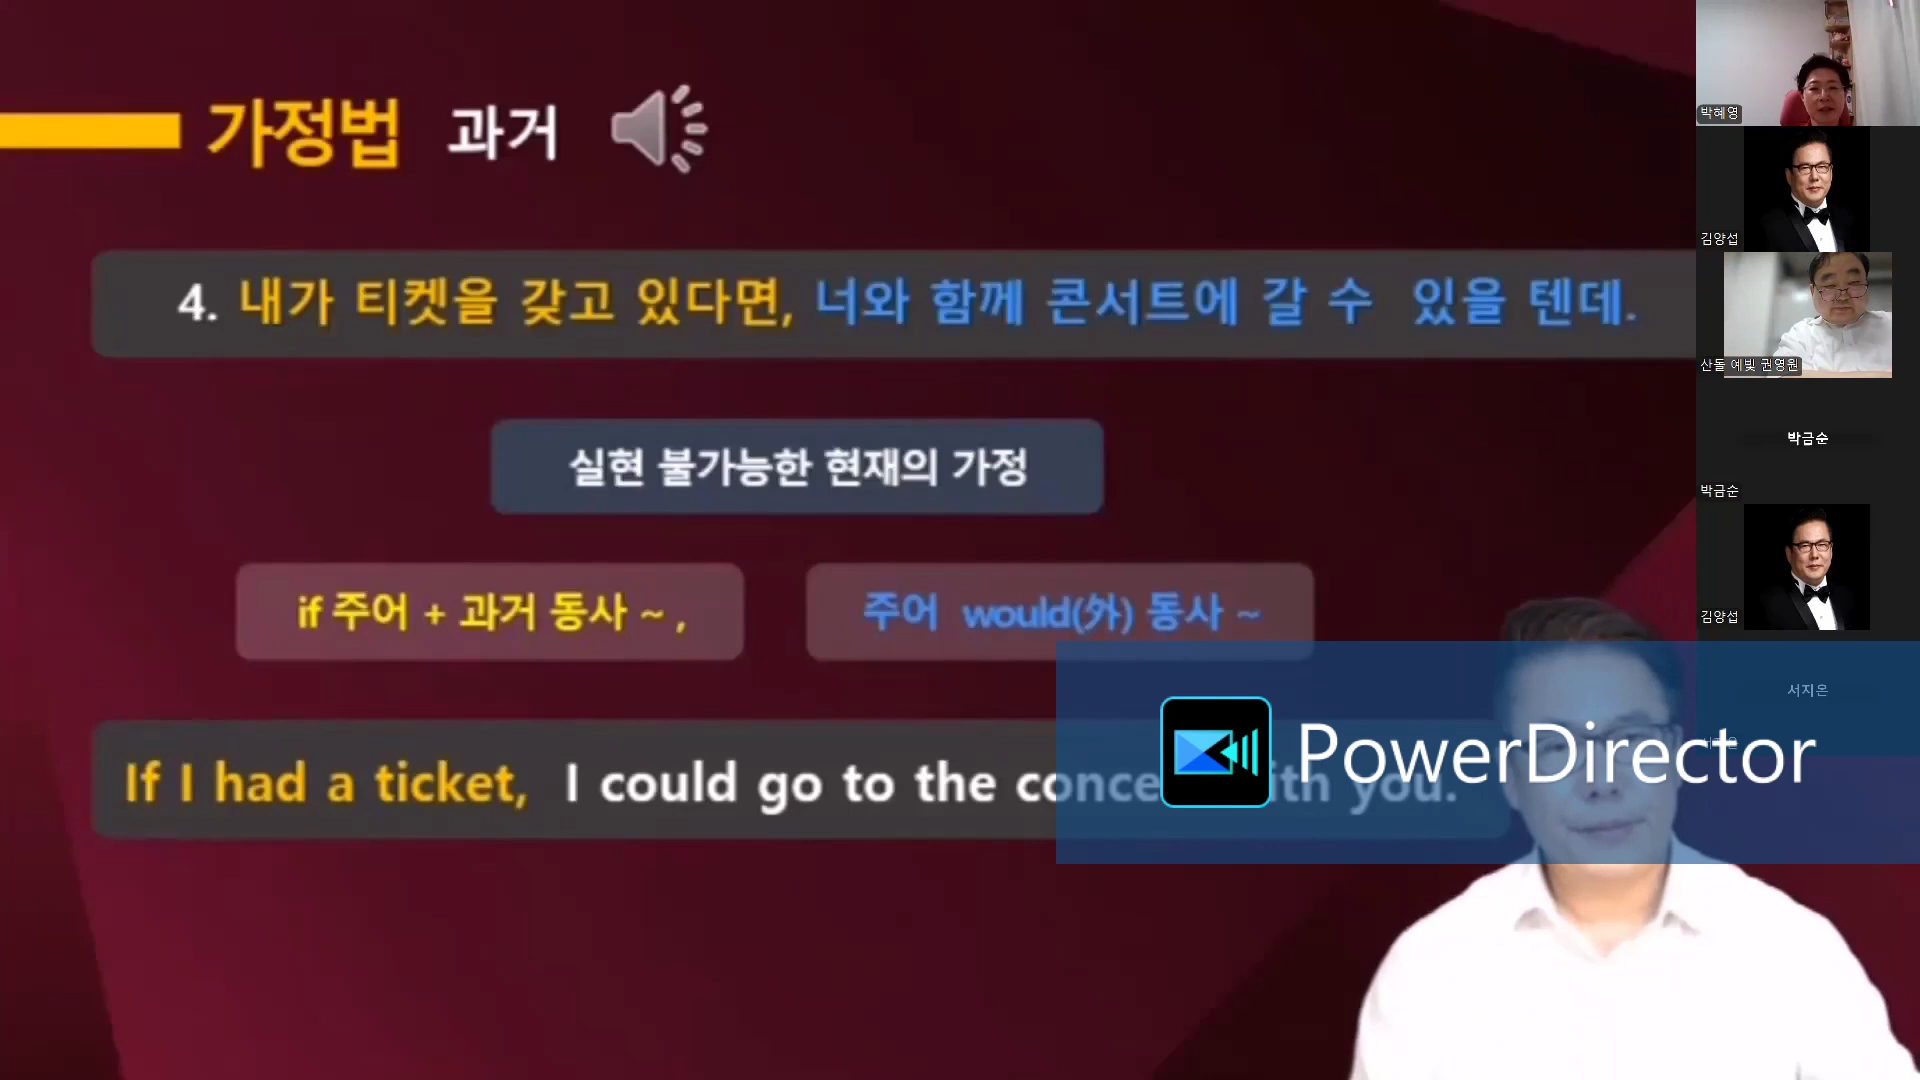 가정법 과거
4. 내가 티켓을 갖고 있다면, 너와 함께 콘서트에 갈 수 있을 텐데.
실현 불가능한 현재의 가정
if 주어 + 과거 동사 ~ ,
주어 would(外) 동사 ~
If I had a ticket, I could go to the conce ith you.
PowerDirector
박혜영
김양섭
산돌 예빛 권영원
박금순
박금순
김양섭
서지온